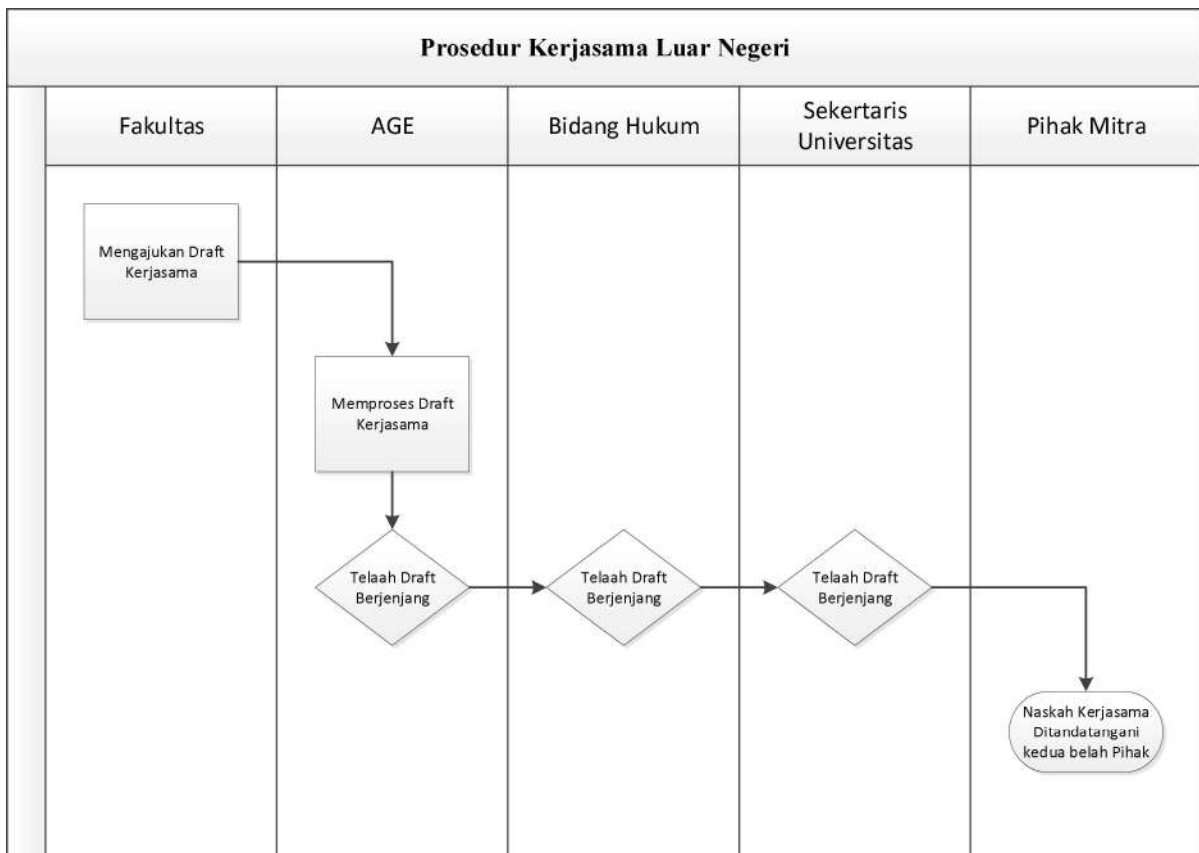 Prosedur Kerjasama Luar Negeri
Fakultas
AGE
Bidang Hukum
Sekertaris
Universitas
Pihak Mitra
Mengajukan Draft
Kerjasama
Memproses Draft
Kerjasama
Telaah Draft
Berjenjang
Telaah Draft
Berjenjang
Telaah Draft
Berjenjang
Naskah Kerjasama
Ditandatangani
kedua belah Pihak